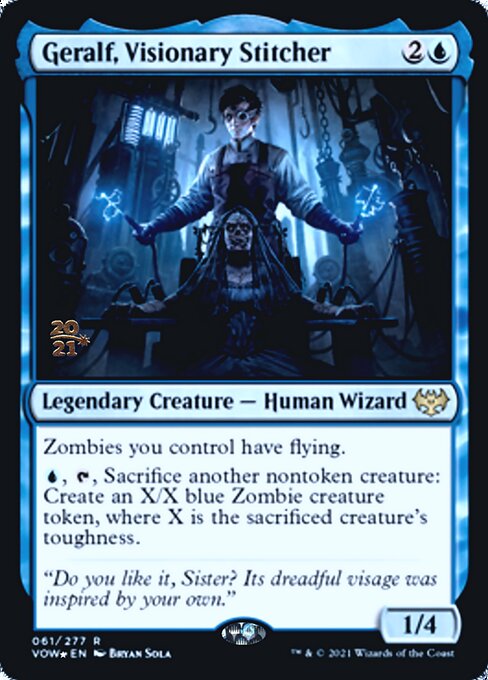 Geralf, Visionary Stitcher 2
20
21
Legendary Creature — Human Wizard
Zombies you control have flying.
, , Sacrifice another nontoken creature:
Create an X/X blue Zombie creature
token, where X is the sacrificed creature's
toughness.
"Do you like it, Sister? Its dreadful visage was
inspired by your own."
1/4
061/277 R
VOW★EN Bryan Sola
™ & © 2021 Wizards of the Coast